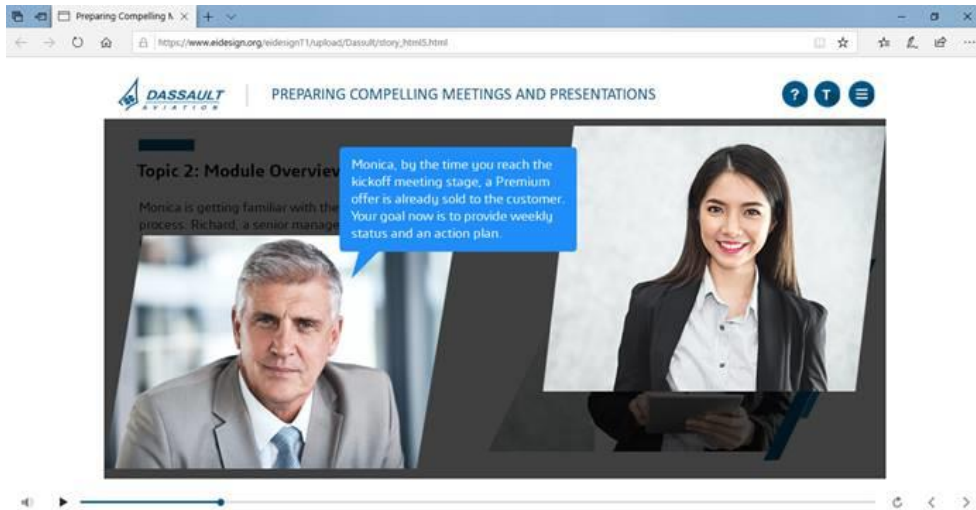 Preparing Compelling M
https://www.eidesign.org/eidesignT1/upload/Dassult/story_html5.html
DASSAULT
AVIATION
PREPARING COMPELLING MEETINGS AND PRESENTATIONS
? T
Topic 2: Module Overview
Monica is getting familiar with the
process. Richard, a senior manage
Monica, by the time you reach the
kickoff meeting stage, a Premium
offer is already sold to the customer.
Your goal now is to provide weekly
status and an action plan.